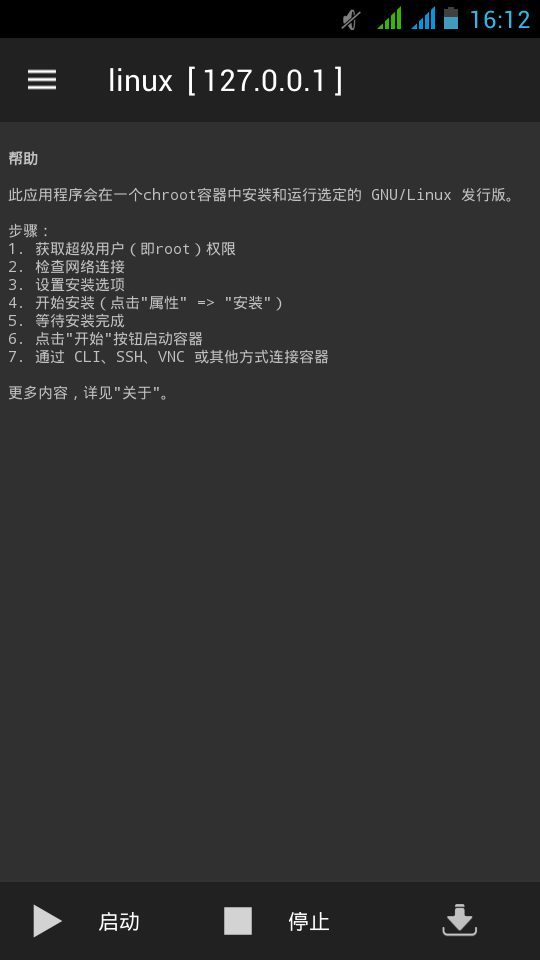 16:12
linux [127.0.0.1]
帮助
此应用程序会在一个chroot容器中安装和运行选定的 GNU/Linux 发行版。
步骤：
1. 获取超级用户（即root）权限
2. 检查网络连接
3. 设置安装选项
4. 开始安装（点击"属性" => "安装"）
5. 等待安装完成
6. 点击"开始"按钮启动容器
7. 通过 CLI、SSH、VNC 或其他方式连接容器
更多内容，详见"关于"。
启动 停止